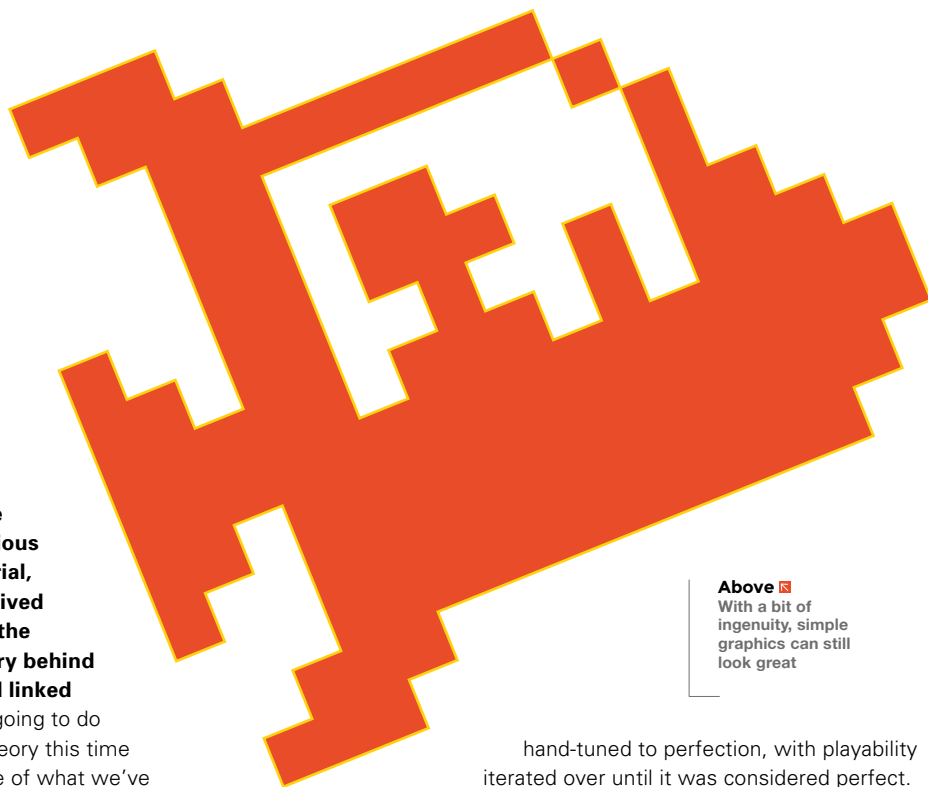 ious
rial,
ived
the
ry behind
l linked
going to do
eory this time
e of what we've
Above
With a bit of
ingenuity, simple
graphics can still
look great
hand-tuned to perfection, with playability
iterated over until it was considered perfect.